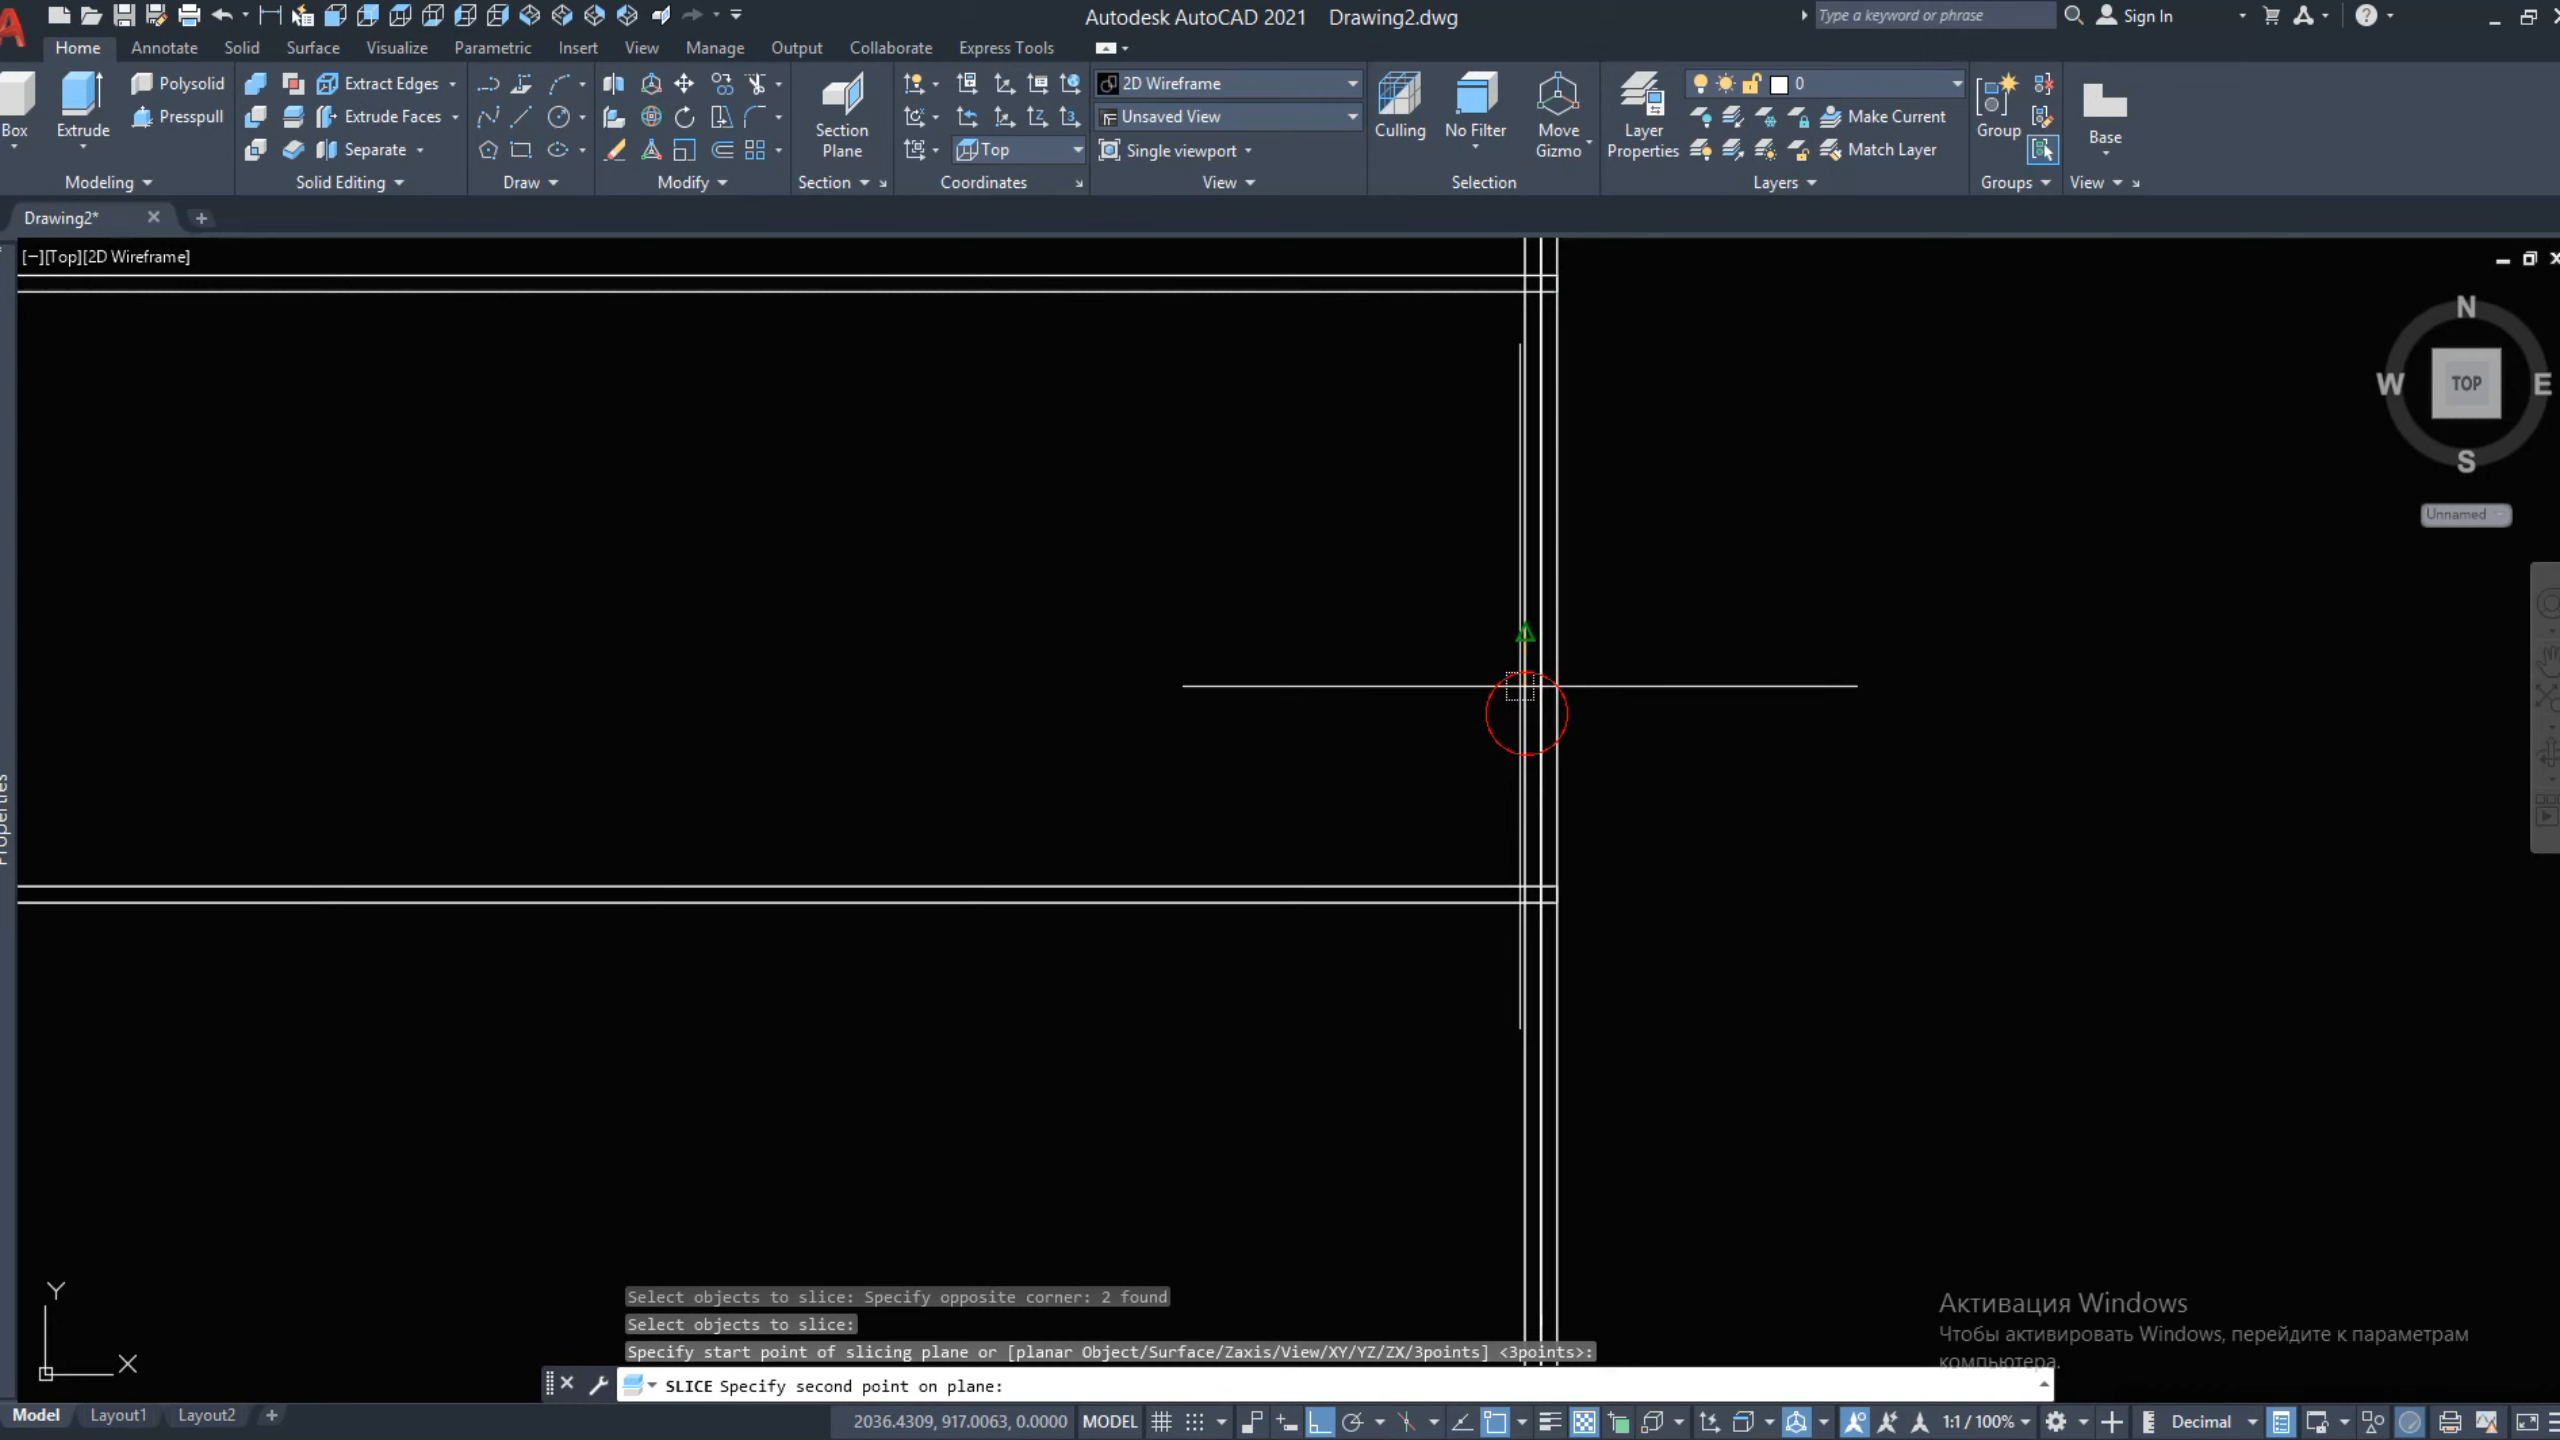 Autodesk AutoCAD 2021 Drawing2.dwg
Type a keyword or phrase
Sign In
Home Annotate Solid Surface Visualize Parametric Insert View Manage Output Collaborate Express Tools
Box
Extrude
Polysolid
Presspull
Modeling
Extract Edges
Extrude Faces
Separate
Solid Editing
Draw
Modify
Section Plane
Section
Top
Coordinates
2D Wireframe
Unsaved View
Single viewport
View
Culling
No Filter
Move Gizmo
Selection
Layer Properties
0
Make Current
Match Layer
Layers
Group
Groups
Base
View
Drawing2*
[−][Top][2D Wireframe]
N
W TOP E
S
Unnamed
Properties
Y
X
Select objects to slice: Specify opposite corner: 2 found
Select objects to slice:
Specify start point of slicing plane or [planar Object/Surface/Zaxis/View/XY/YZ/ZX/3points] <3points>:
SLICE Specify second point on plane:
Активация Windows
Чтобы активировать Windows, перейдите к параметрам
компьютера.
Model Layout1 Layout2
2036.4309, 917.0063, 0.0000 MODEL 1:1 / 100% Decimal